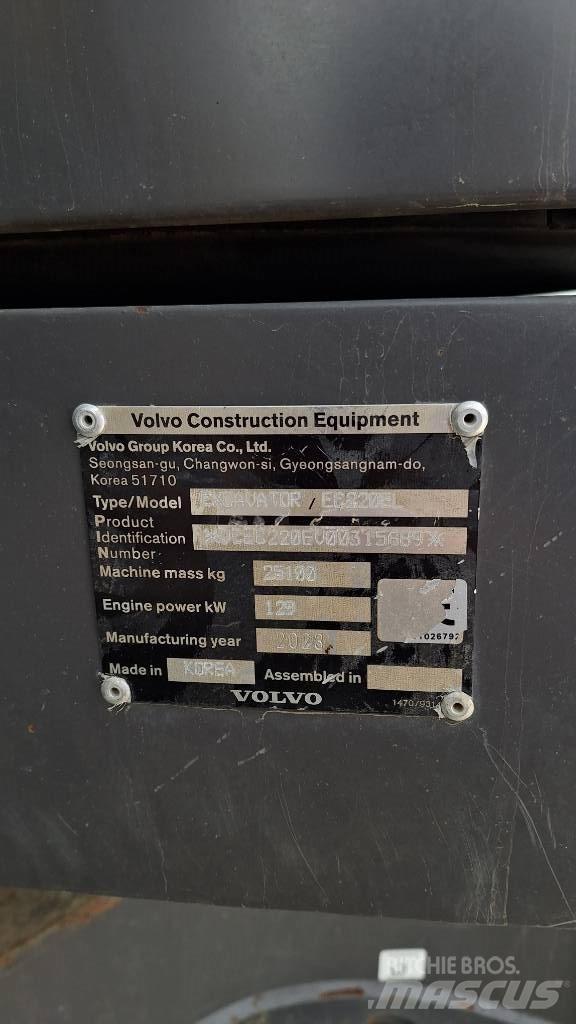 Volvo Construction Equipment
Volvo Group Korea Co., Ltd.
Seongsan-gu, Changwon-si, Gyeongsangnam-do,
Korea 51710
Type/Model EXCAVATOR / EC220E
Product
Identification
Number
Machine mass kg 25100
Engine power kW 129
Manufacturing year 2023
Made in KOREA Assembled in
VOLVO
RITCHIE BROS.
MASCUS